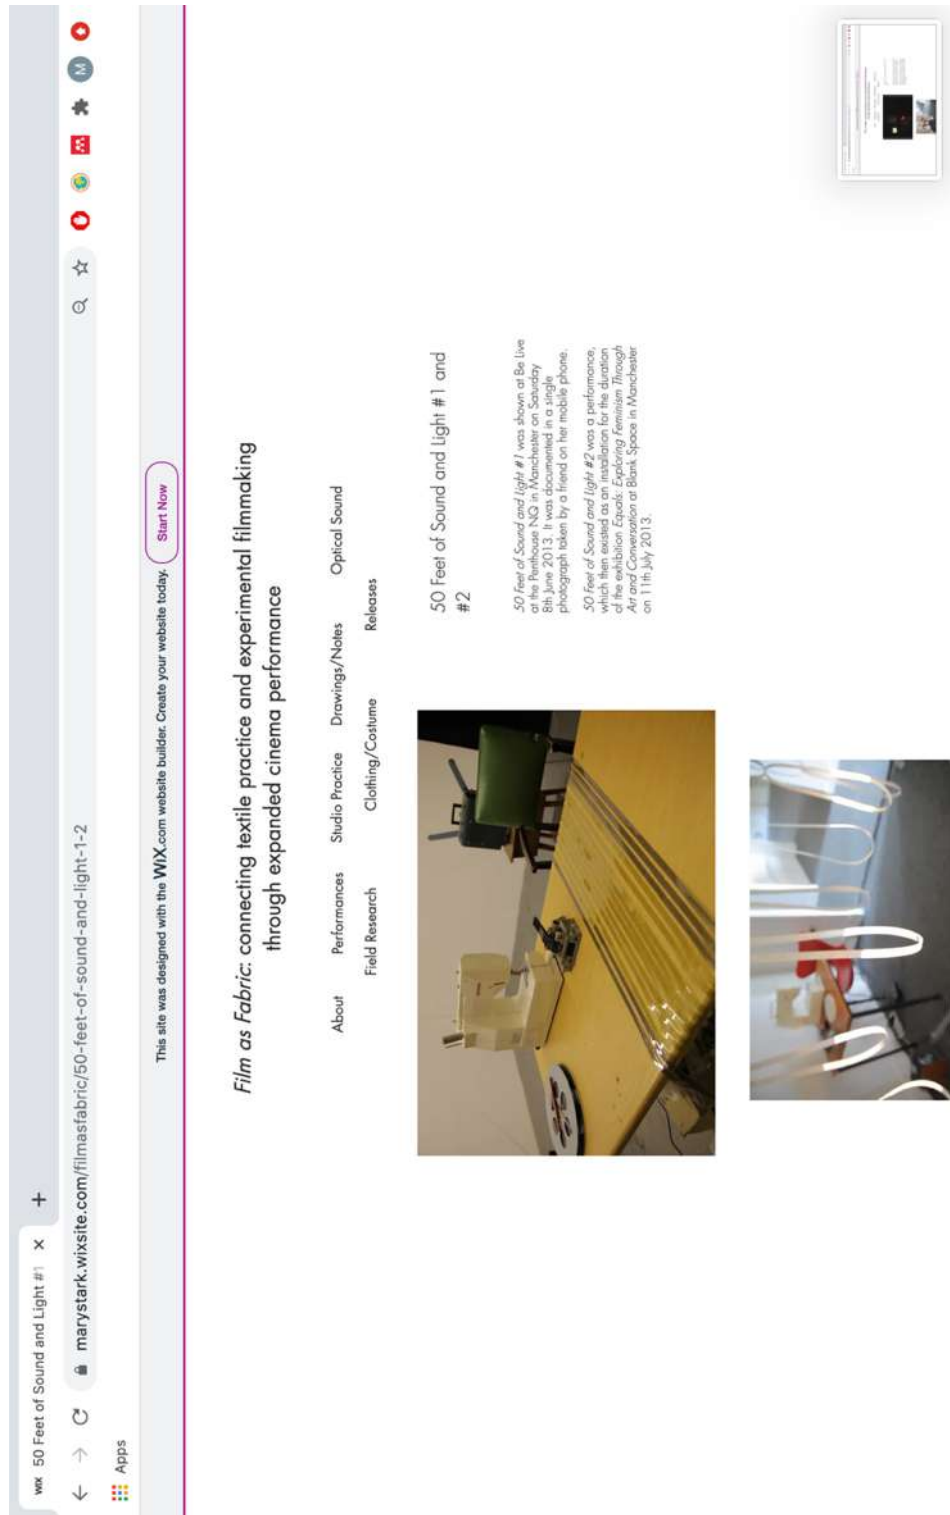 WIX 50 Feet of Sound and Light #1
marystark.wixsite.com/filmasfabric/50-feet-of-sound-and-light-1-2
M
Apps
This site was designed with the WiX.com website builder. Create your website today. Start Now
Film as Fabric: connecting textile practice and experimental filmmaking
through expanded cinema performance
About Performances Studio Practice Drawings/Notes Optical Sound
Field Research Clothing/Costume Releases
50 Feet of Sound and Light #1 and
#2
50 Feet of Sound and Light #1 was shown at Be Live
at the Penthouse NQ in Manchester on Saturday
8th June 2013. It was documented in a single
photograph taken by a friend on her mobile phone.
50 Feet of Sound and Light #2 was a performance,
which then existed as an installation for the duration
of the exhibition Equals: Exploring Feminism Through
Art and Conversation at Blank Space in Manchester
on 11th July 2013.